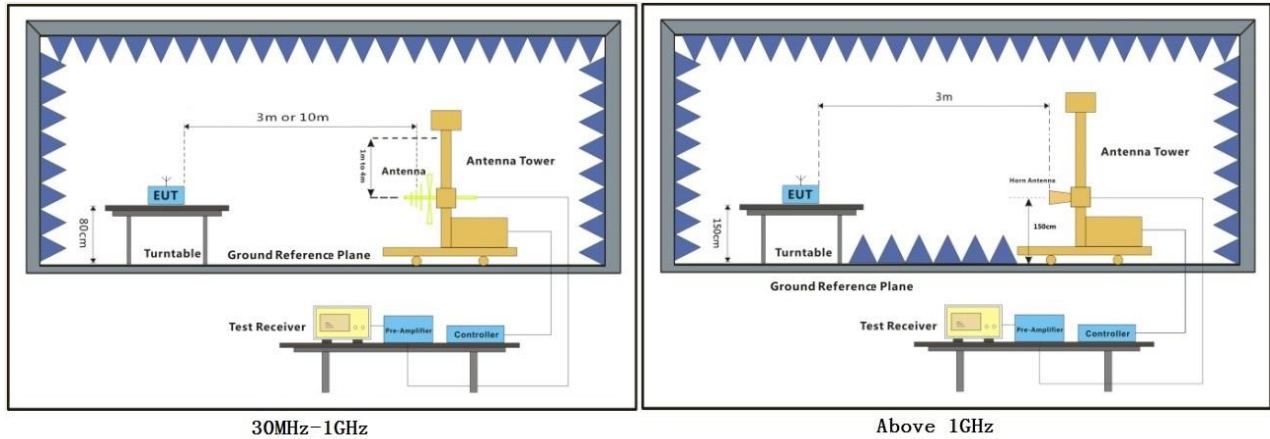 3m or 10m
1m to 4m
Antenna
Antenna Tower
EUT
80cm
Turntable
Ground Reference Plane
Test Receiver
Pre-Amplifier
Controller
30MHz-1GHz
3m
Antenna Tower
Horn Antenna
EUT
150cm
150cm
Turntable
Ground Reference Plane
Test Receiver
Pre-Amplifier
Controller
Above 1GHz